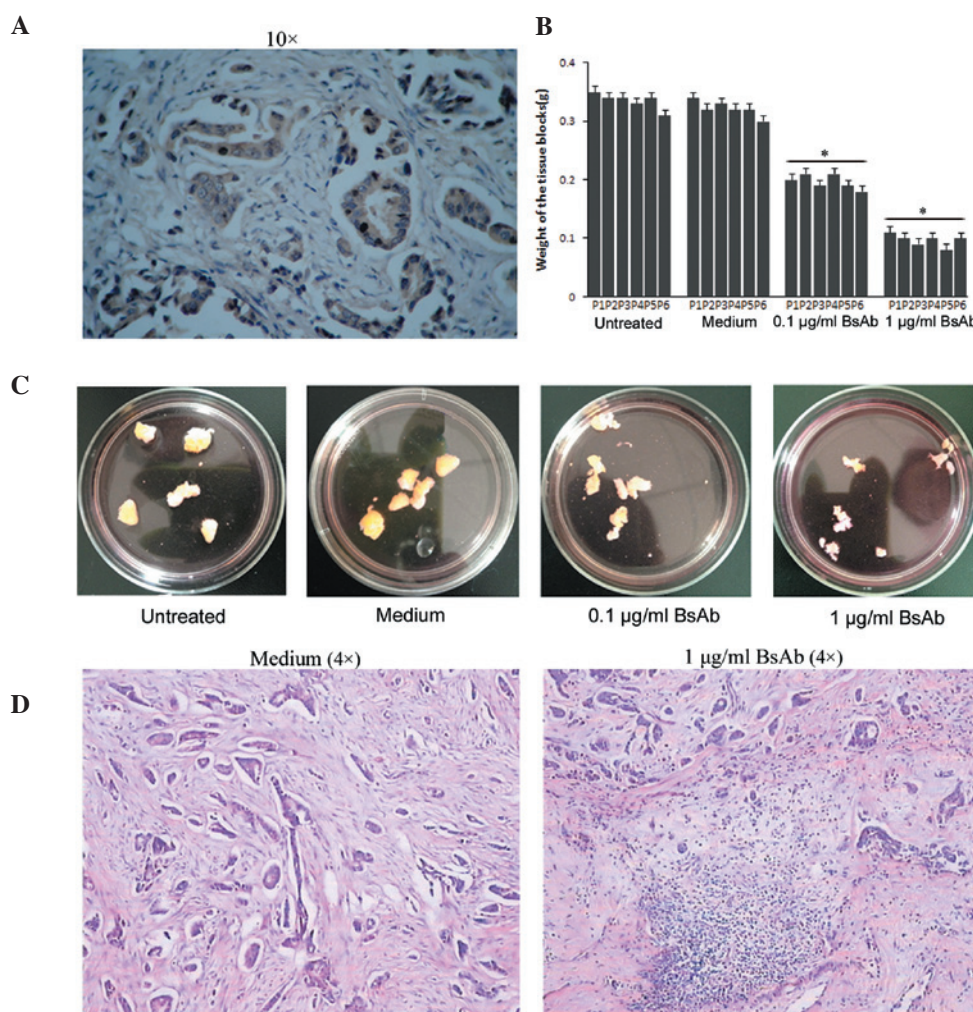 A
10×
B
Weight of the tissue blocks(g)
0.4
0.3
0.2
0.1
0
*
*
P1P2P3P4P5P6 P1P2P3P4P5P6 P1P2P3P4P5P6 P1P2P3P4P5P6
Untreated Medium 0.1 µg/ml BsAb 1 µg/ml BsAb
C
Untreated Medium 0.1 µg/ml BsAb 1 µg/ml BsAb
D
Medium (4×) 1 µg/ml BsAb (4×)